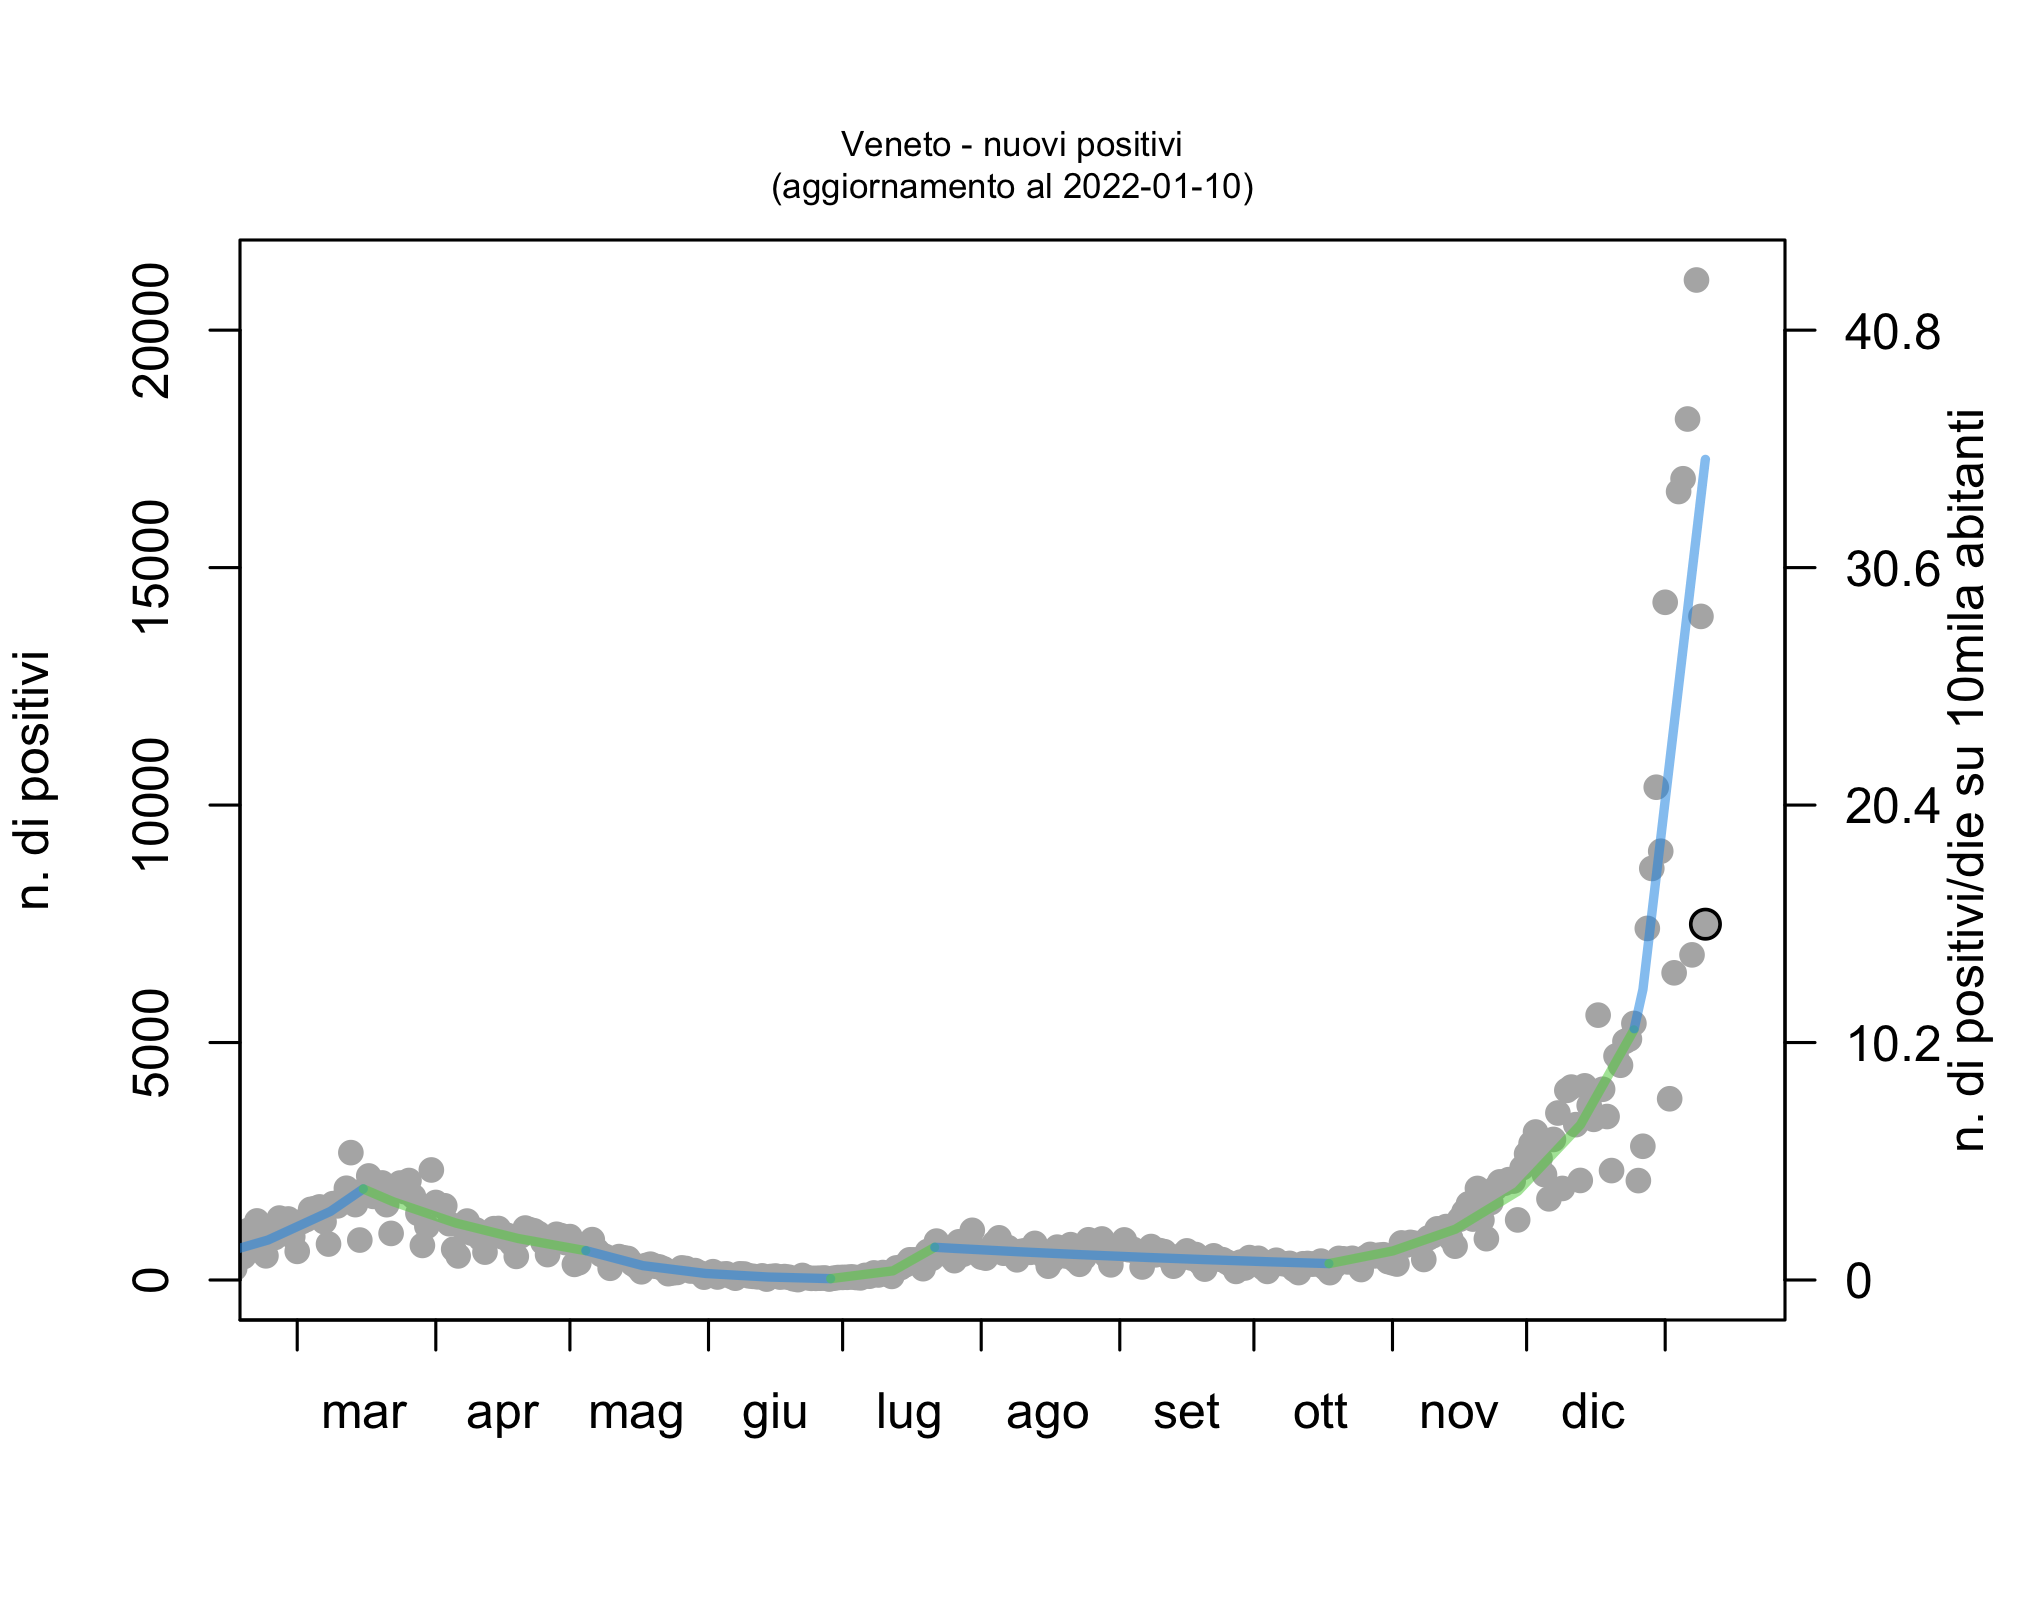 Veneto - nuovi positivi
(aggiornamento al 2022-01-10)
n. di positivi
20000
15000
10000
5000
0
40.8
30.6
20.4
10.2
0
n. di positivi/die su 10mila abitanti
mar apr mag giu lug ago set ott nov dic